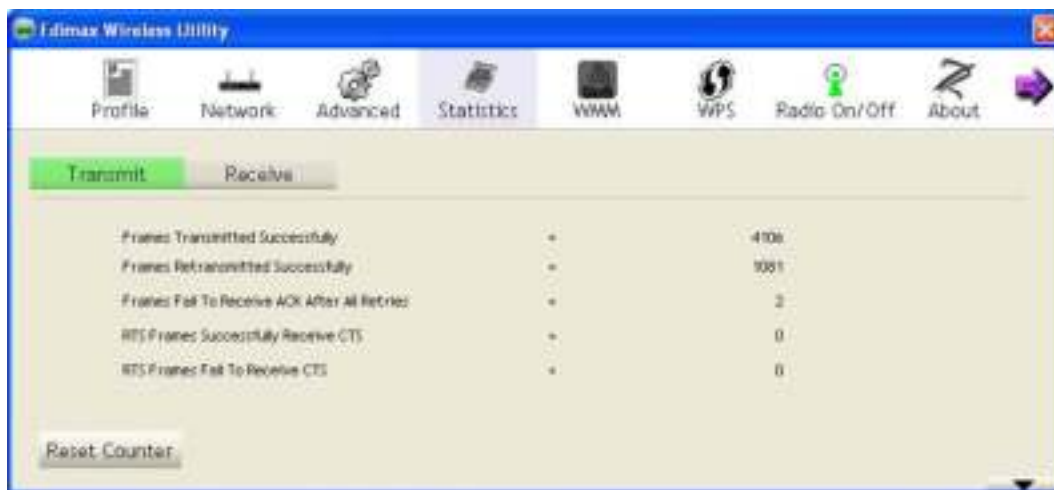 Edimax Wireless Utility
Profile Network Advanced Statistics WMM WPS Radio On/Off About
Transmit Receive
Frames Transmitted Successfully = 4106
Frames Retransmitted Successfully = 1081
Frames Fail To Receive ACK After All Retries = 2
RTS Frames Successfully Receive CTS = 0
RTS Frames Fail To Receive CTS = 0
Reset Counter